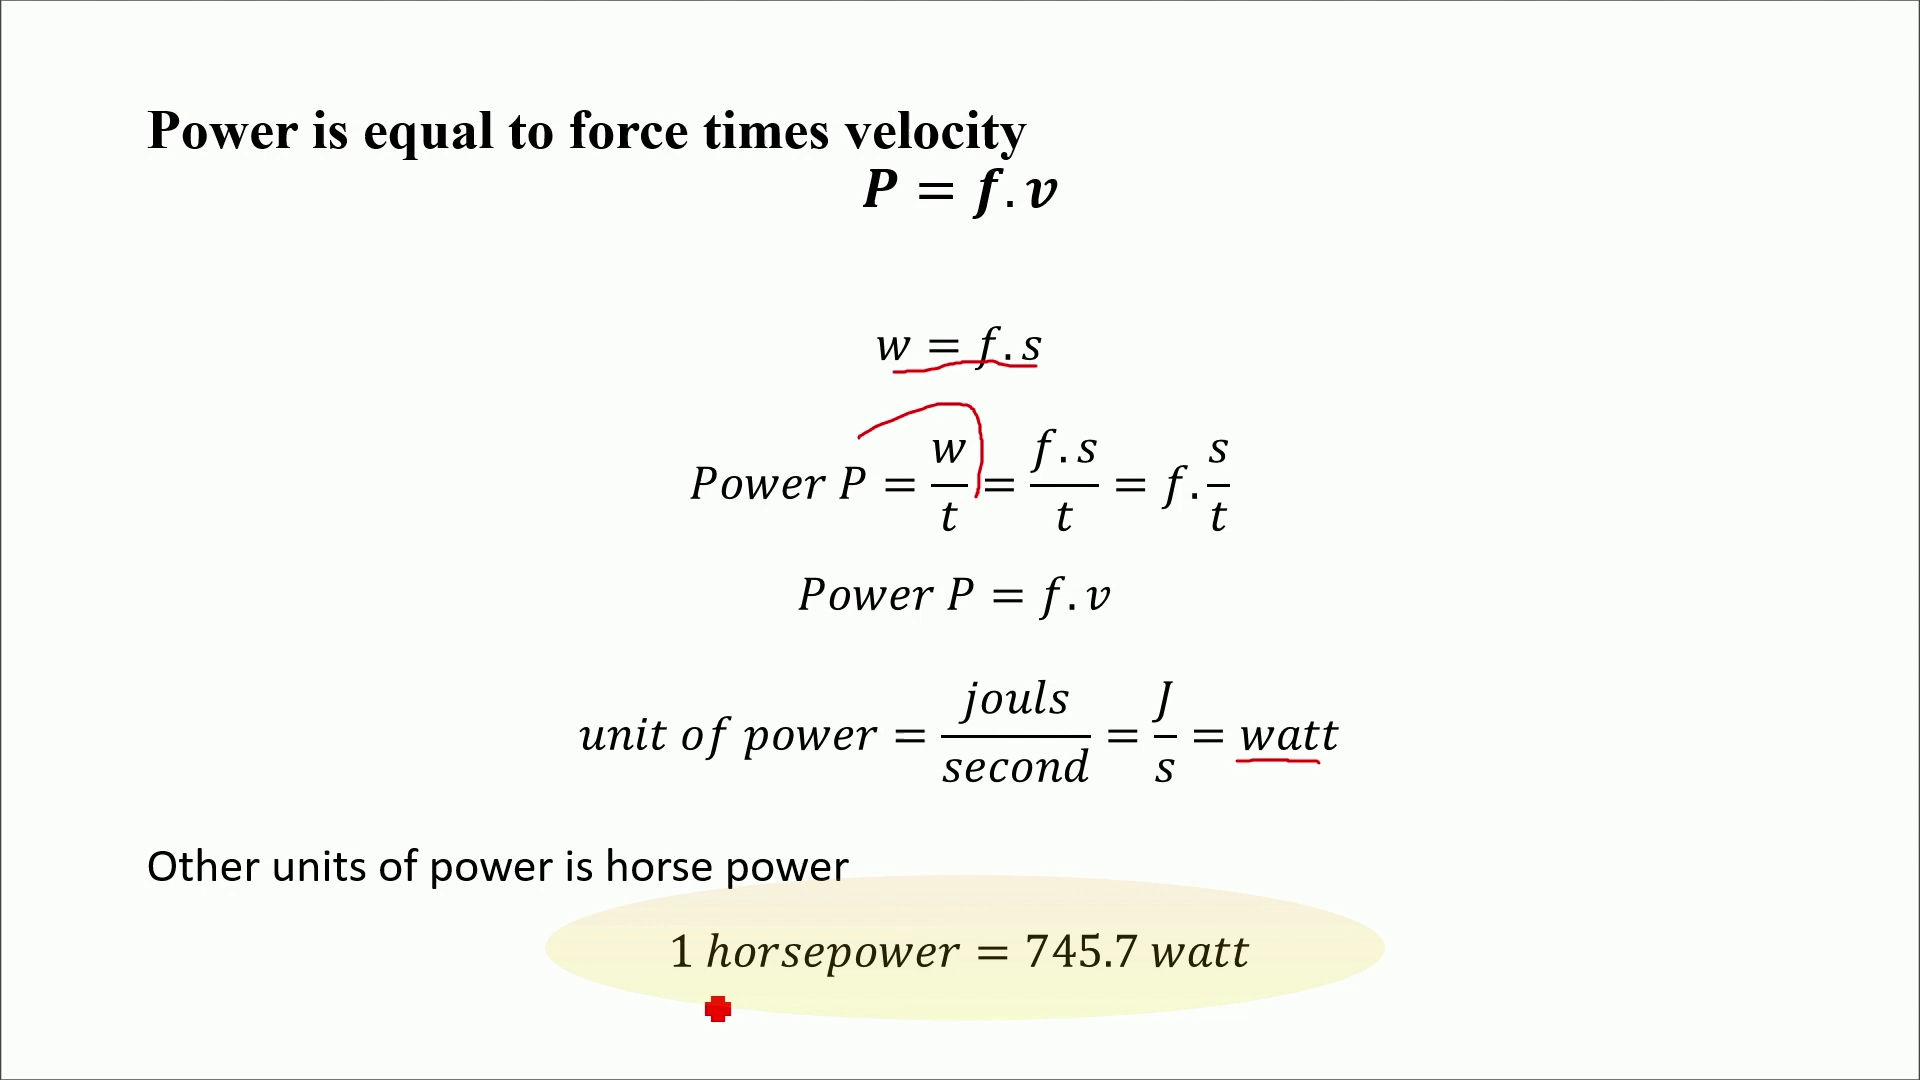 Power is equal to force times velocity
P = f.v
w = f.s
Power P = w/t = f.s/t = f.s/t
Power P = f.v
unit of power = jouls/second = J/s = watt
Other units of power is horse power
1 horsepower = 745.7 watt